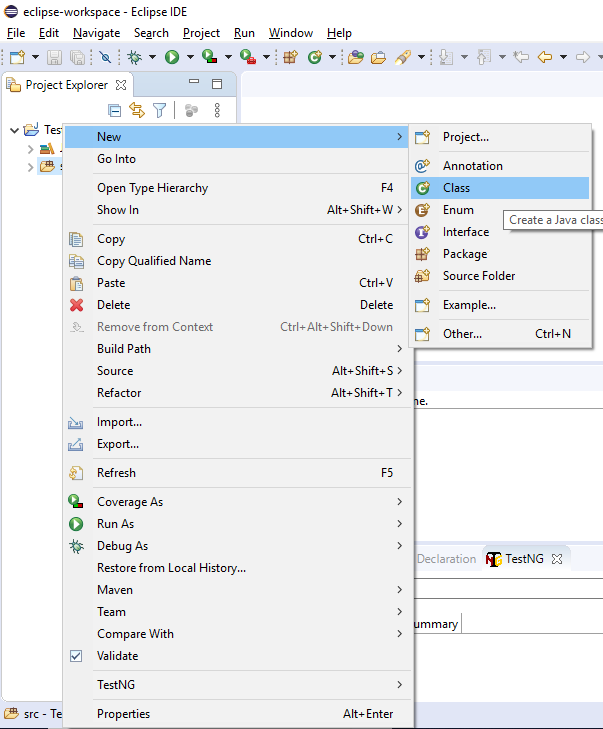 eclipse-workspace - Eclipse IDE
File Edit Navigate Search Project Run Window Help
Project Explorer
New
Go Into
Open Type Hierarchy F4
Show In Alt+Shift+W
Copy Ctrl+C
Copy Qualified Name
Paste Ctrl+V
Delete Delete
Remove from Context Ctrl+Alt+Shift+Down
Build Path
Source Alt+Shift+S
Refactor Alt+Shift+T
Import...
Export...
Refresh F5
Coverage As
Run As
Debug As
Restore from Local History...
Maven
Team
Compare With
Validate
TestNG
Properties Alt+Enter
Project...
Annotation
Class
Enum
Interface
Package
Source Folder
Example...
Other... Ctrl+N
Create a Java class
Declaration TestNG
src - Te